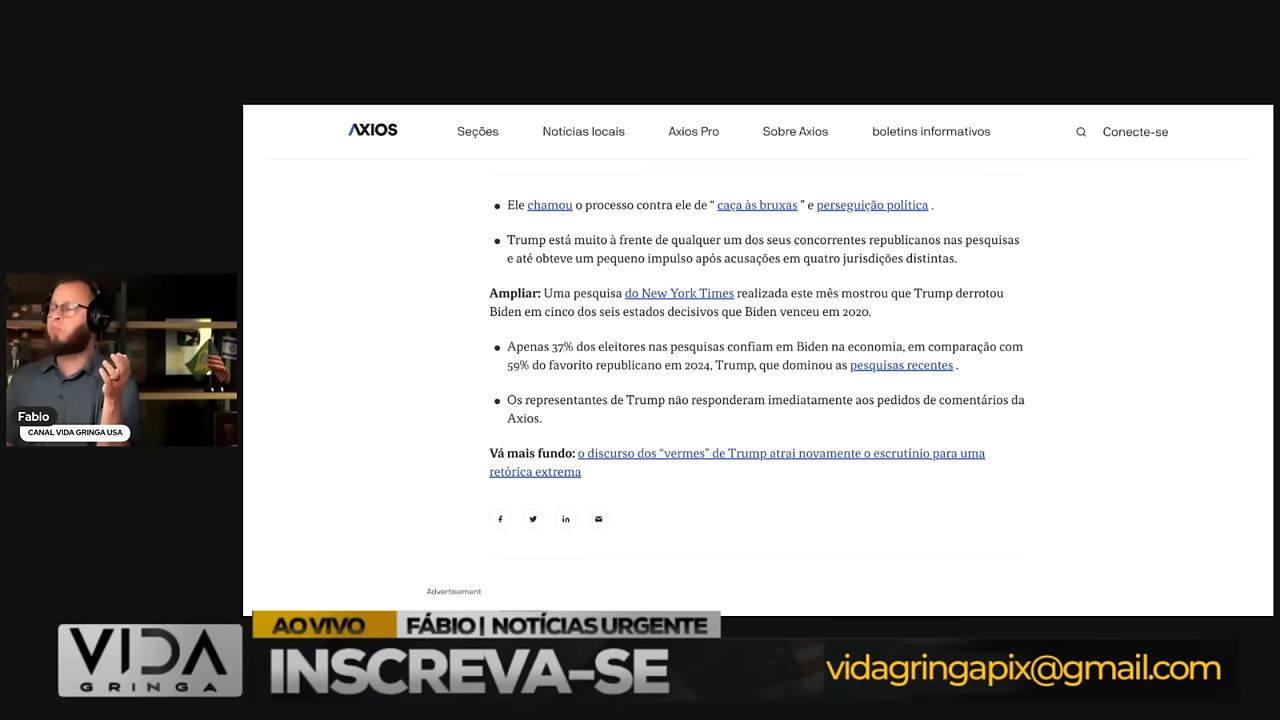 AXIOS
Seções
Notícias locais
Axios Pro
Sobre Axios
boletins informativos
Conecte-se
Ele chamou o processo contra ele de “ caça às bruxas ” e perseguição política .
Trump está muito à frente de qualquer um dos seus concorrentes republicanos nas pesquisas
e até obteve um pequeno impulso após acusações em quatro jurisdições distintas.
Ampliar: Uma pesquisa do New York Times realizada este mês mostrou que Trump derrotou
Biden em cinco dos seis estados decisivos que Biden venceu em 2020.
Apenas 37% dos eleitores nas pesquisas confiam em Biden na economia, em comparação com
59% do favorito republicano em 2024, Trump, que dominou as pesquisas recentes .
Os representantes de Trump não responderam imediatamente aos pedidos de comentários da
Axios.
Vá mais fundo: o discurso dos “vermes” de Trump atrai novamente o escrutínio para uma
retórica extrema
Advertisement
Fabio
CANAL VIDA GRINGA USA
AO VIVO
FÁBIO | NOTÍCIAS URGENTE
VIDA
GRINGA
INSCREVA-SE
vidagringapix@gmail.com